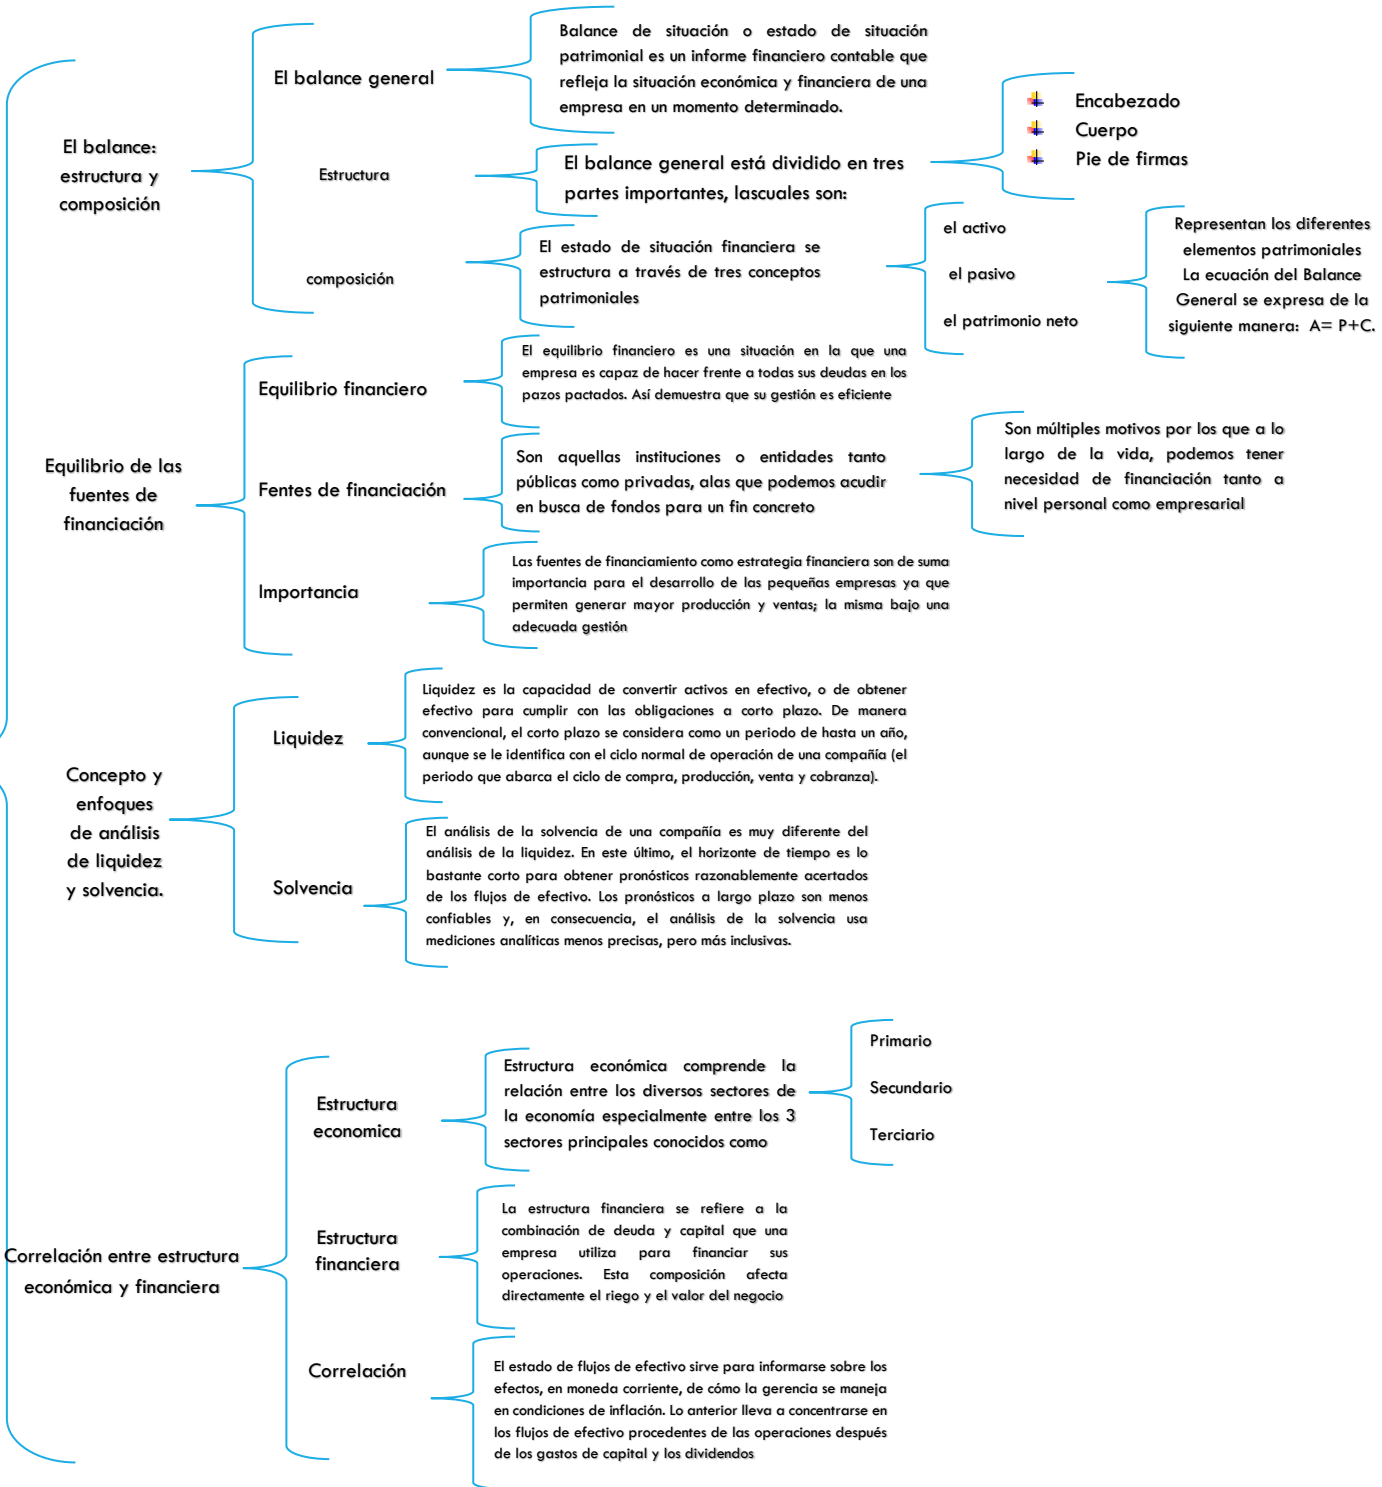 El balance:
estructura y
composición
El balance general
Balance de situación o estado de situación
patrimonial es un informe financiero contable que
refleja la situación económica y financiera de una
empresa en un momento determinado.
Estructura
El balance general está dividido en tres
partes importantes, lascuales son:
Encabezado
Cuerpo
Pie de firmas
composición
El estado de situación financiera se
estructura a través de tres conceptos
patrimoniales
el activo
el pasivo
el patrimonio neto
Representan los diferentes
elementos patrimoniales
La ecuación del Balance
General se expresa de la
siguiente manera: A= P+C.
Equilibrio de las
fuentes de
financiación
Equilibrio financiero
El equilibrio financiero es una situación en la que una
empresa es capaz de hacer frente a todas sus deudas en los
pazos pactados. Así demuestra que su gestión es eficiente
Fentes de financiación
Son aquellas instituciones o entidades tanto
públicas como privadas, alas que podemos acudir
en busca de fondos para un fin concreto
Son múltiples motivos por los que a lo
largo de la vida, podemos tener
necesidad de financiación tanto a
nivel personal como empresarial
Importancia
Las fuentes de financiamiento como estrategia financiera son de suma
importancia para el desarrollo de las pequeñas empresas ya que
permiten generar mayor producción y ventas; la misma bajo una
adecuada gestión
Concepto y
enfoques
de análisis
de liquidez
y solvencia.
Liquidez
Liquidez es la capacidad de convertir activos en efectivo, o de obtener
efectivo para cumplir con las obligaciones a corto plazo. De manera
convencional, el corto plazo se considera como un periodo de hasta un año,
aunque se le identifica con el ciclo normal de operación de una compañía (el
periodo que abarca el ciclo de compra, producción, venta y cobranza).
Solvencia
El análisis de la solvencia de una compañía es muy diferente del
análisis de la liquidez. En este último, el horizonte de tiempo es lo
bastante corto para obtener pronósticos razonablemente acertados
de los flujos de efectivo. Los pronósticos a largo plazo son menos
confiables y, en consecuencia, el análisis de la solvencia usa
mediciones analíticas menos precisas, pero más inclusivas.
Correlación entre estructura
económica y financiera
Estructura
economica
Estructura económica comprende la
relación entre los diversos sectores de
la economía especialmente entre los 3
sectores principales conocidos como
Primario
Secundario
Terciario
Estructura
financiera
La estructura financiera se refiere a la
combinación de deuda y capital que una
empresa utiliza para financiar sus
operaciones. Esta composición afecta
directamente el riego y el valor del negocio
Correlación
El estado de flujos de efectivo sirve para informarse sobre los
efectos, en moneda corriente, de cómo la gerencia se maneja
en condiciones de inflación. Lo anterior lleva a concentrarse en
los flujos de efectivo procedentes de las operaciones después
de los gastos de capital y los dividendos